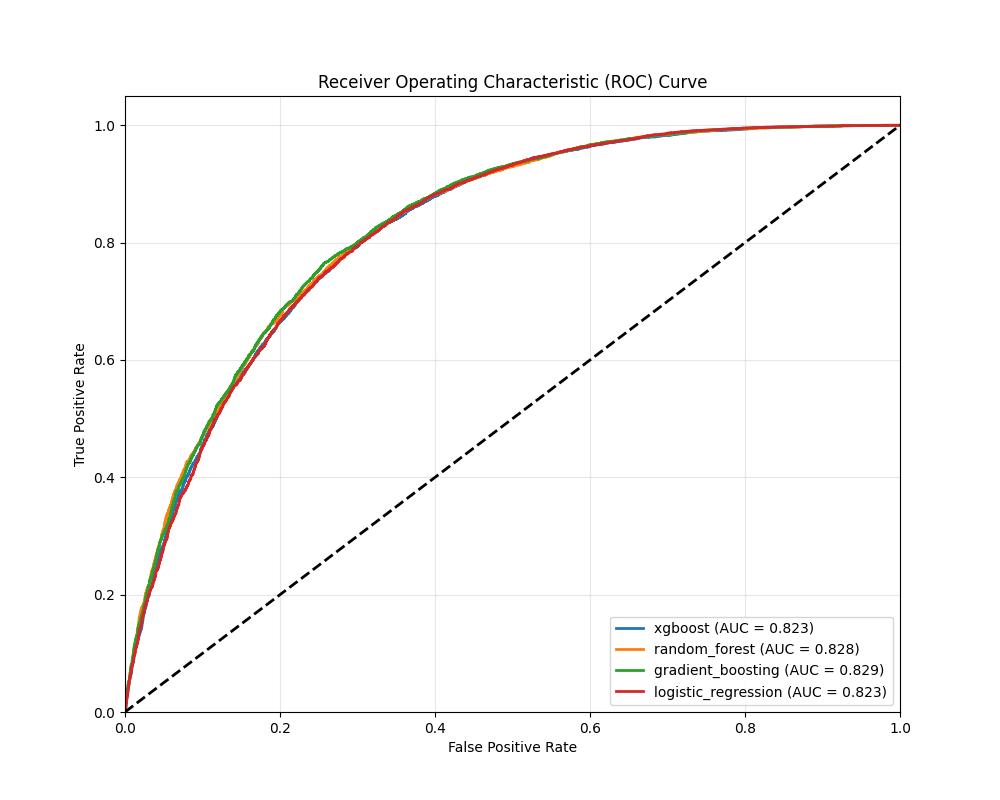 Receiver Operating Characteristic (ROC) Curve
True Positive Rate
1.0
0.8
0.6
0.4
0.2
0.0
0.0 0.2 0.4 0.6 0.8 1.0
False Positive Rate
xgboost (AUC = 0.823)
random_forest (AUC = 0.828)
gradient_boosting (AUC = 0.829)
logistic_regression (AUC = 0.823)